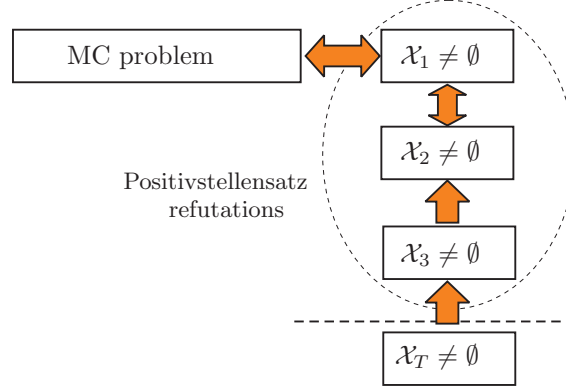 MC problem
𝒳₁ ≠ ∅
𝒳₂ ≠ ∅
Positivstellensatz
refutations
𝒳₃ ≠ ∅
𝒳_T ≠ ∅